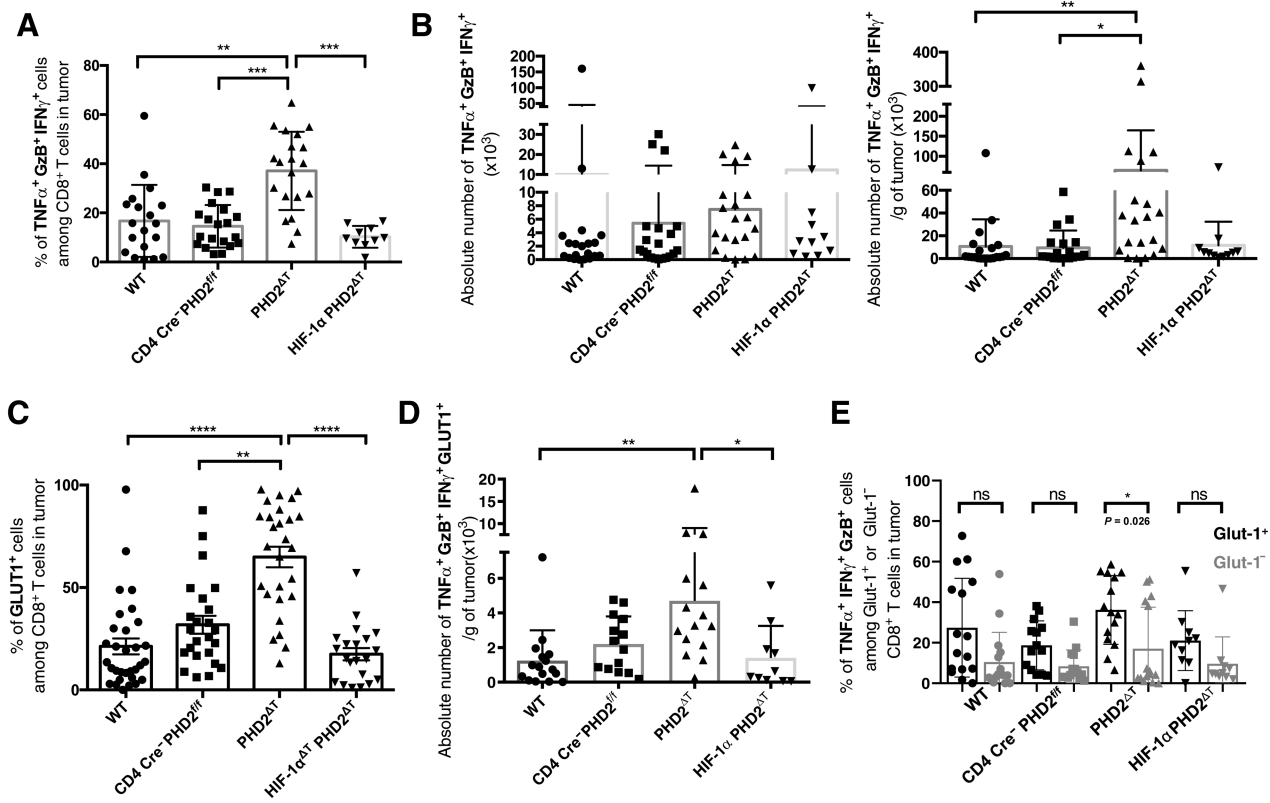 A
% of TNFα⁺ GzB⁺ IFNγ⁺ cells
among CD8⁺ T cells in tumor
80
60
40
20
0
**
***
***
WT
CD4 Cre⁻ PHD2f/f
PHD2ΔT
HIF-1α PHD2ΔT
B
Absolute number of TNFα⁺ GzB⁺ IFNγ⁺
(x10³)
200
150
100
50
30
20
10
10
8
6
4
2
0
WT
CD4 Cre⁻ PHD2f/f
PHD2ΔT
HIF-1α PHD2ΔT
Absolute number of TNFα⁺ GzB⁺ IFNγ⁺
/g of tumor (x10³)
400
300
200
150
100
60
40
20
0
**
*
WT
CD4 Cre⁻ PHD2f/f
PHD2ΔT
HIF-1α PHD2ΔT
C
% of GLUT1⁺ cells
among CD8⁺ T cells in tumor
100
50
0
****
****
**
WT
CD4 Cre⁻ PHD2f/f
PHD2ΔT
HIF-1αΔT PHD2ΔT
D
Absolute number of TNFα⁺ GzB⁺ IFNγ⁺ GLUT1⁺
/g of tumor(x10³)
20
15
10
6
4
2
0
**
*
WT
CD4 Cre⁻ PHD2f/f
PHD2ΔT
HIF-1α PHD2ΔT
E
% of TNFα⁺ IFNγ⁺ GzB⁺ cells
among Glut-1⁺ or Glut-1⁻
CD8⁺ T cells in tumor
100
80
60
40
20
0
ns
ns
*
P = 0.026
ns
Glut-1⁺
Glut-1⁻
WT
CD4 Cre⁻ PHD2f/f
PHD2ΔT
HIF-1α PHD2ΔT